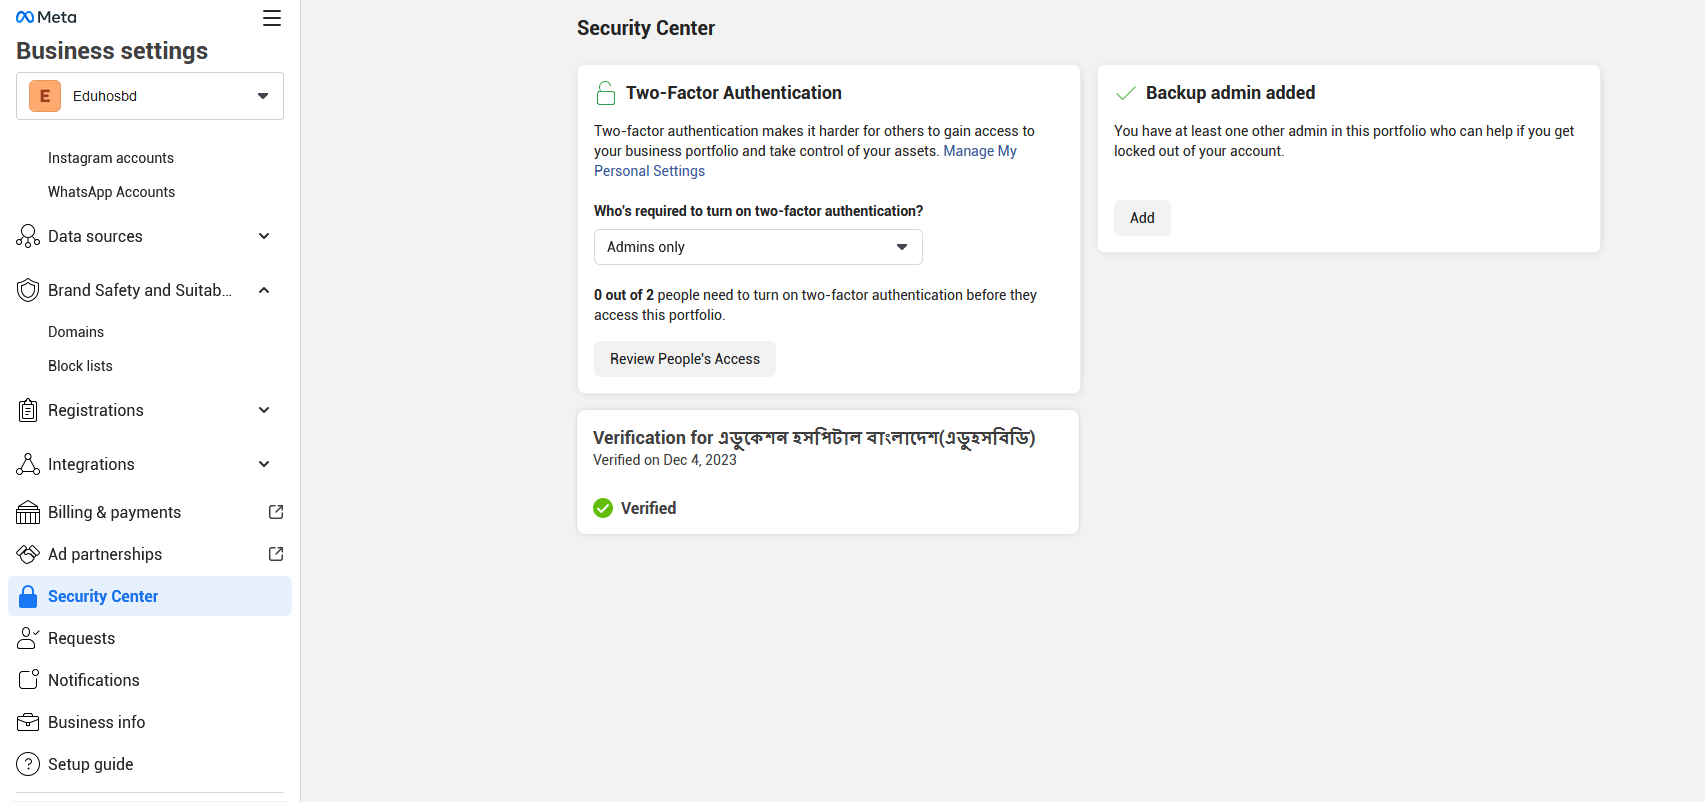 Meta
Business settings
E
Eduhosbd
Instagram accounts
WhatsApp Accounts
Data sources
Brand Safety and Suitab...
Domains
Block lists
Registrations
Integrations
Billing & payments
Ad partnerships
Security Center
Requests
Notifications
Business info
? Setup guide
Security Center
Two-Factor Authentication
Two-factor authentication makes it harder for others to gain access to
your business portfolio and take control of your assets. Manage My
Personal Settings
Who's required to turn on two-factor authentication?
Admins only
0 out of 2 people need to turn on two-factor authentication before they
access this portfolio.
Review People's Access
Verification for এডুকেশন হসপিটাল বাংলাদেশ(এডুহসবিডি)
Verified on Dec 4, 2023
Verified
Backup admin added
You have at least one other admin in this portfolio who can help if you get
locked out of your account.
Add